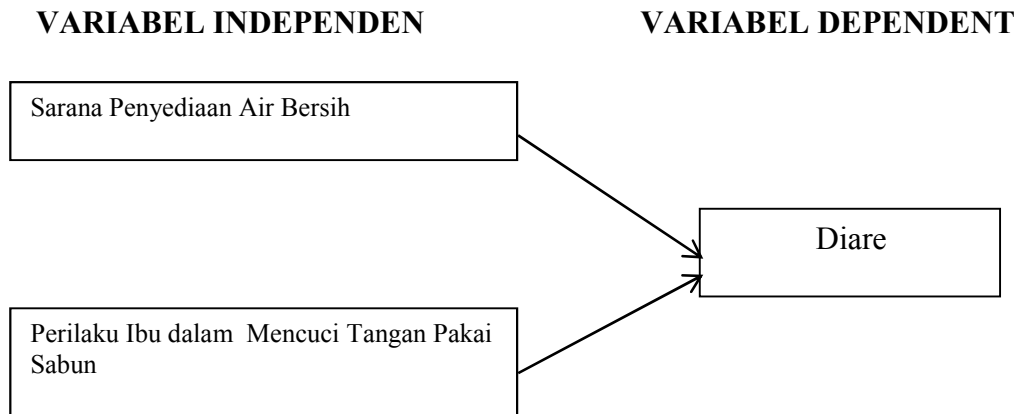 VARIABEL INDEPENDEN
VARIABEL DEPENDENT
Sarana Penyediaan Air Bersih
Diare
Perilaku Ibu dalam Mencuci Tangan Pakai
Sabun